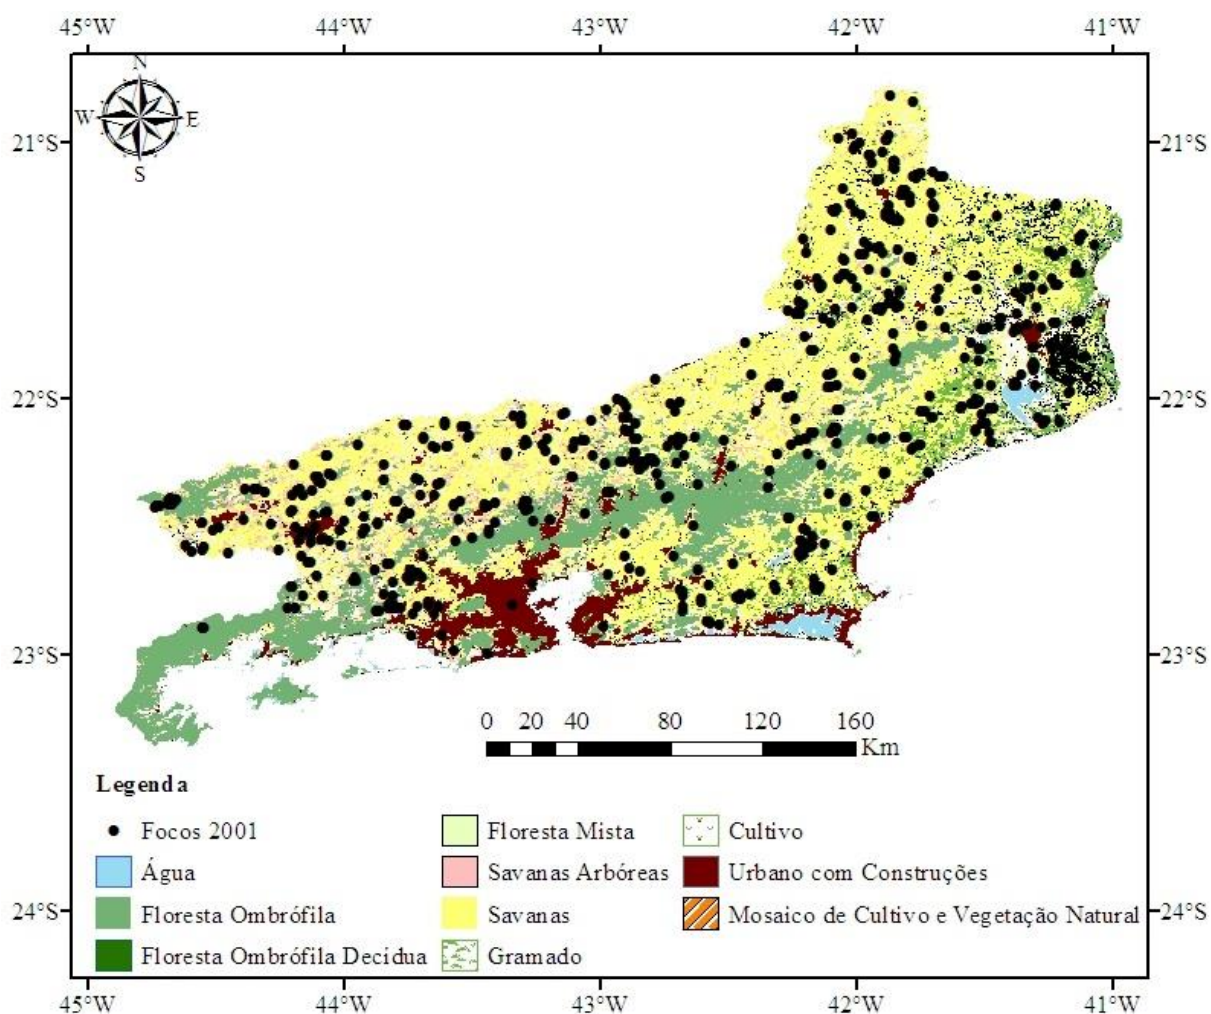 45°W 44°W 43°W 42°W 41°W
N
W E
S
21°S 21°S
22°S 22°S
23°S 23°S
0 20 40 80 120 160
Km
Legenda
Focos 2001 Floresta Mista Cultivo
Água Savanas Arbóreas Urbano com Construções
Floresta Ombrófila Savanas Mosaico de Cultivo e Vegetação Natural
24°S 24°S
Floresta Ombrófila Decídua Gramado
45°W 44°W 43°W 42°W 41°W